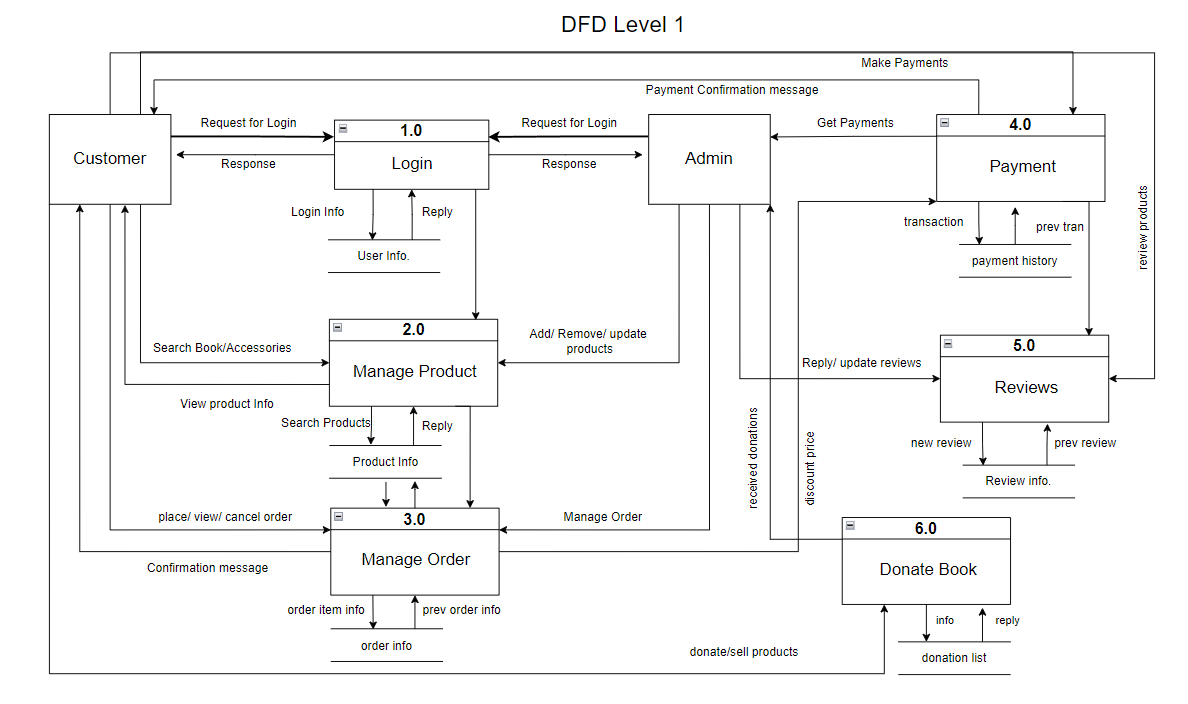 DFD Level 1
Make Payments
Payment Confirmation message
Customer
Request for Login
Response
1.0
Login
Request for Login
Response
Admin
Get Payments
4.0
Payment
review products
Login Info
Reply
User Info.
transaction
prev tran
payment history
Search Book/Accessories
View product Info
2.0
Manage Product
Add/ Remove/ update
products
Reply/ update reviews
5.0
Reviews
Search Products
Reply
Product Info
received donations
discount price
new review
prev review
Review info.
place/ view/ cancel order
Confirmation message
3.0
Manage Order
Manage Order
6.0
Donate Book
order item info
prev order info
order info
info
reply
donation list
donate/sell products